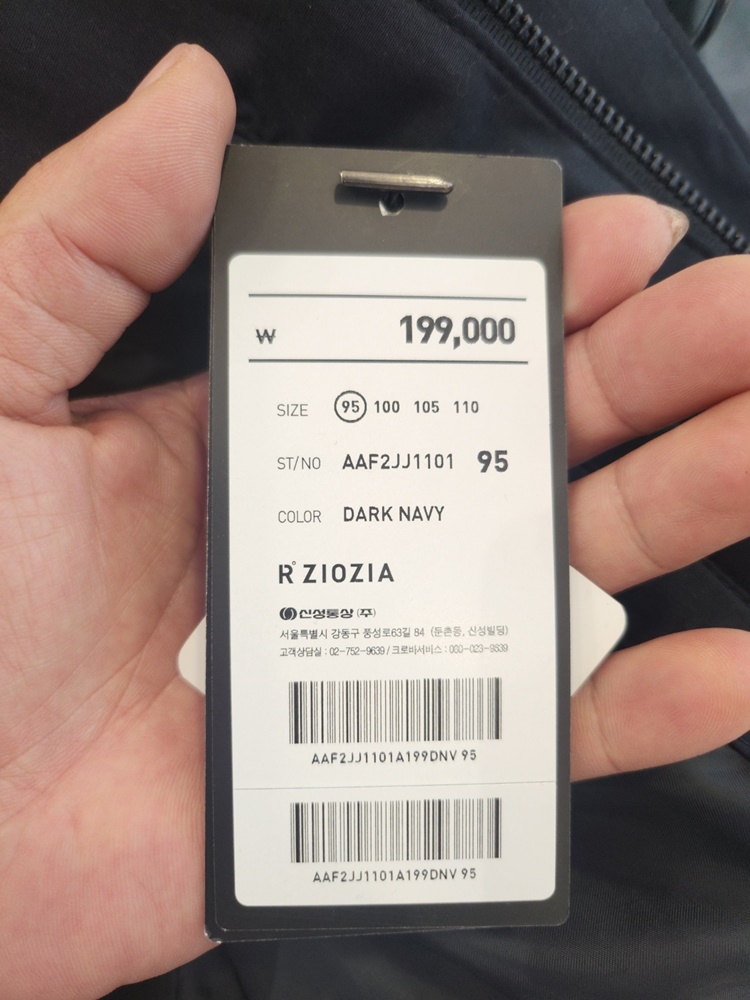 ₩ 199,000
SIZE 95 100 105 110
ST/NO AAF2JJ1101 95
COLOR DARK NAVY
R° ZIOZIA
신성통상 (주)
서울특별시 강동구 풍성로63길 84 (둔촌동, 신성빌딩)
고객상담실 : 02-752-9639 / 크로바서비스 : 080-023-9839
AAF2JJ1101A199DNV 95
AAF2JJ1101A199DNV 95